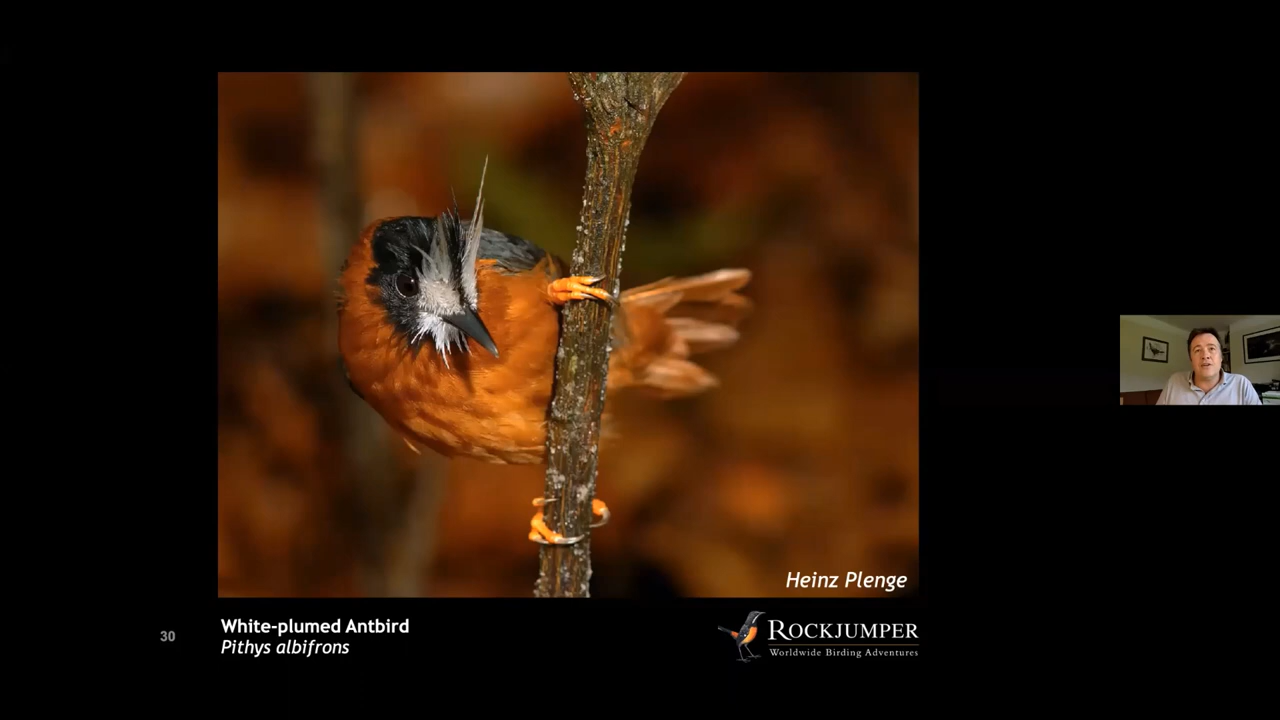 Heinz Plenge
30
White-plumed Antbird
Pithys albifrons
ROCKJUMPER
Worldwide Birding Adventures